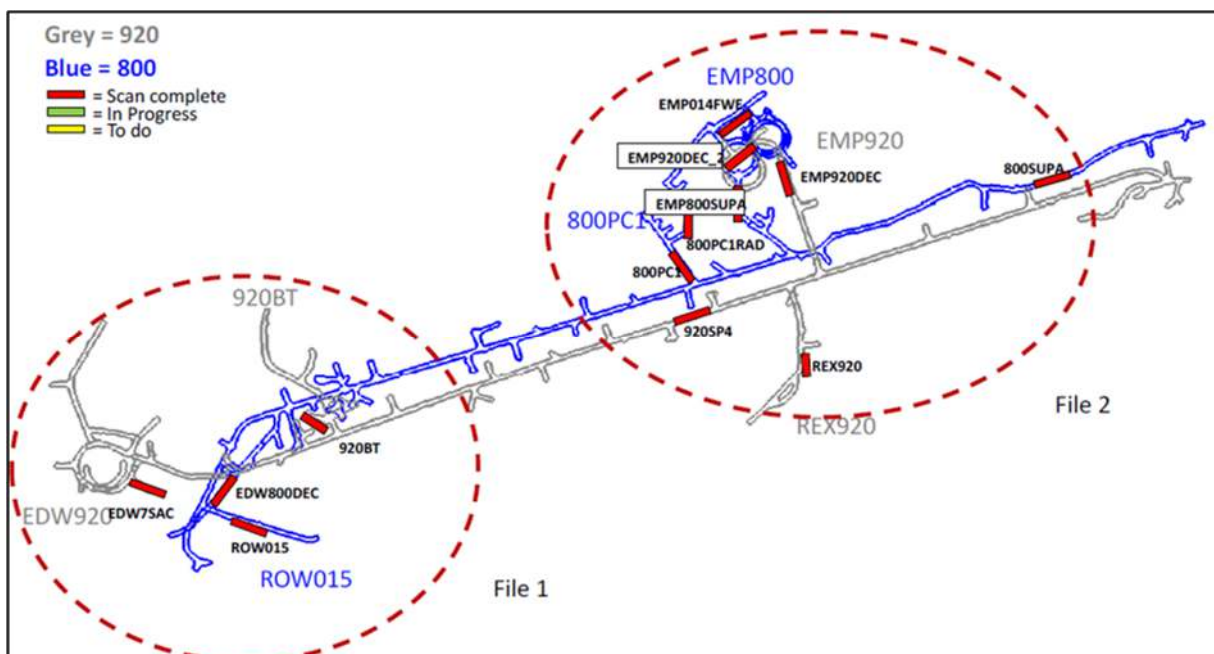 Grey = 920
Blue = 800
= Scan complete
= In Progress
= To do
EMP800
EMP014FWE
EMP920
EMP920DEC_2
EMP920DEC
800SUPA
EMP800SUPA
800PC1
800PC1RAD
800PC1
920BT
920SP4
REX920
File 2
REX920
920BT
EDW800DEC
EDW7SAC
EDW920
ROW015
ROW015
File 1